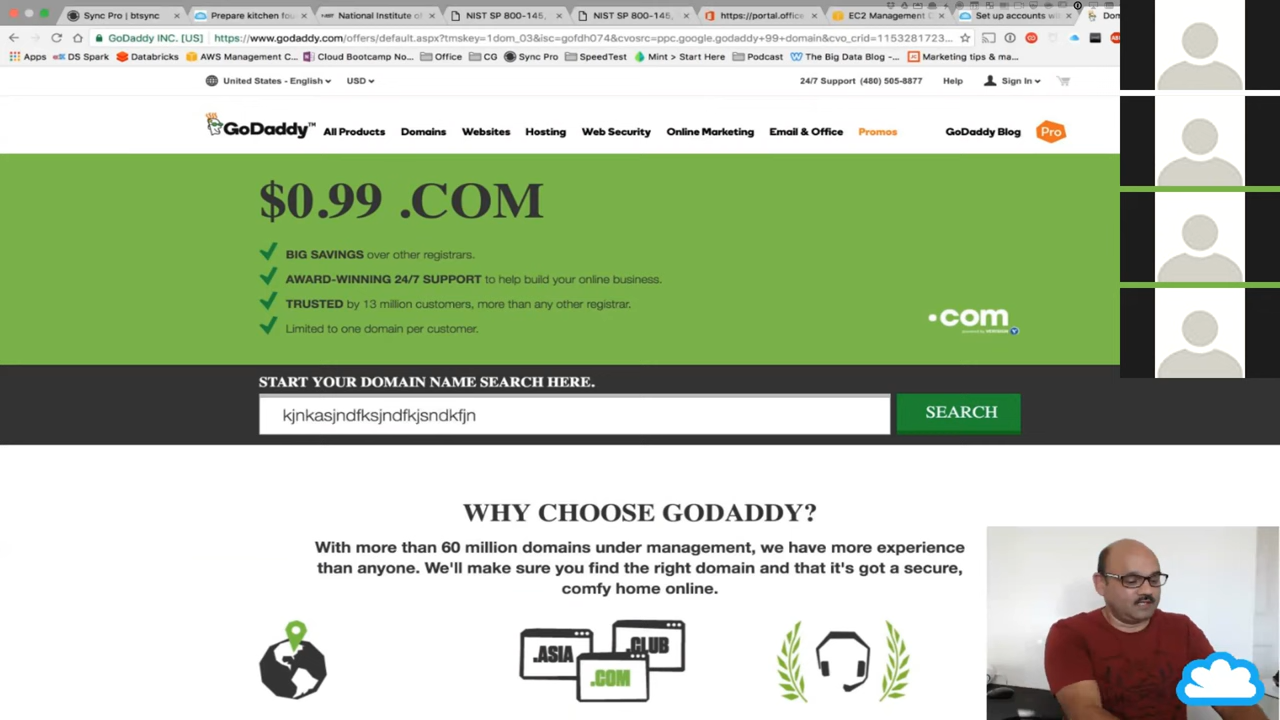 Sync Pro | btsync
Prepare kitchen fou
National Institute of
NIST SP 800-145,
NIST SP 800-145,
https://portal.office
EC2 Management C
Set up accounts wi
GoDaddy INC. [US]
https://www.godaddy.com/offers/default.aspx?tmskey=1dom_03&isc=gofdh074&cvosrc=ppc.google.godaddy+99+domain&cvo_crid=1153281723...
Apps
DS Spark
Databricks
AWS Management C...
Cloud Bootcamp No...
Office
CG
Sync Pro
SpeedTest
Mint > Start Here
Podcast
The Big Data Blog -...
Marketing tips & ma...
United States - English
USD
24/7 Support (480) 505-8877
Help
Sign In
GoDaddy™
All Products
Domains
Websites
Hosting
Web Security
Online Marketing
Email & Office
Promos
GoDaddy Blog
Pro
$0.99 .COM
BIG SAVINGS over other registrars.
AWARD-WINNING 24/7 SUPPORT to help build your online business.
TRUSTED by 13 million customers, more than any other registrar.
Limited to one domain per customer.
.com
START YOUR DOMAIN NAME SEARCH HERE.
kjnkasjndfksjndfkjsndkfjn
SEARCH
WHY CHOOSE GODADDY?
With more than 60 million domains under management, we have more experience
than anyone. We'll make sure you find the right domain and that it's got a secure,
comfy home online.
.ASIA
.CLUB
.COM